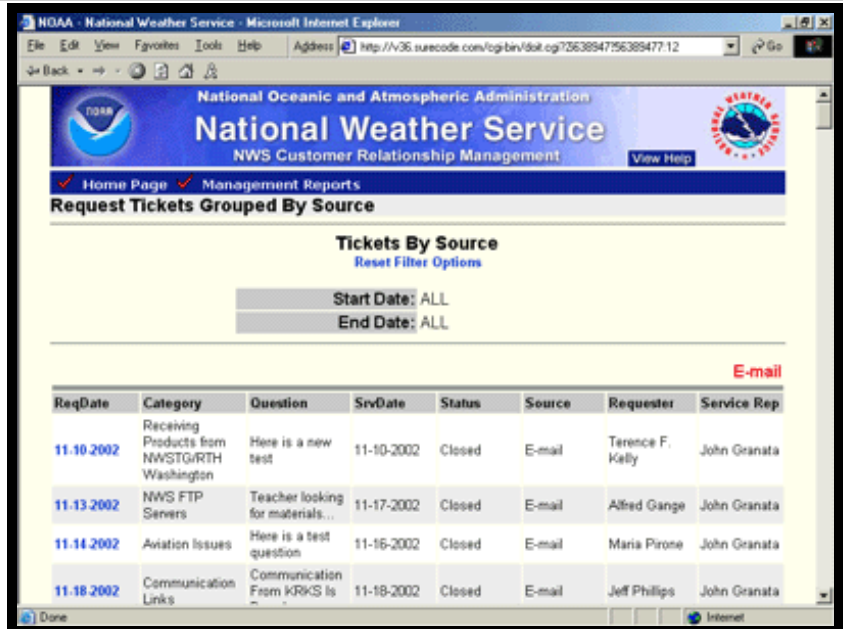 NOAA - National Weather Service - Microsoft Internet Explorer
File Edit View Favorites Tools Help Address http://v36.surecode.com/cgi-bin/doit.cgi?Z56389477!56389477:12 Go
Back
National Oceanic and Atmospheric Administration
NOAA
National Weather Service
NWS Customer Relationship Management View Help
Home Page Management Reports
Request Tickets Grouped By Source
Tickets By Source
Reset Filter Options
Start Date: ALL
End Date: ALL
E-mail
ReqDate Category Question SrvDate Status Source Requester Service Rep
11-10-2002 Receiving Products from NWSTG/RTH Washington Here is a new test 11-10-2002 Closed E-mail Terence F. Kelly John Granata
11-13-2002 NWS FTP Servers Teacher looking for materials... 11-17-2002 Closed E-mail Alfred Gange John Granata
11-14-2002 Aviation Issues Here is a test question 11-16-2002 Closed E-mail Maria Pirone John Granata
11-18-2002 Communication Links Communication From KRKS Is 11-18-2002 Closed E-mail Jeff Phillips John Granata
Done Internet